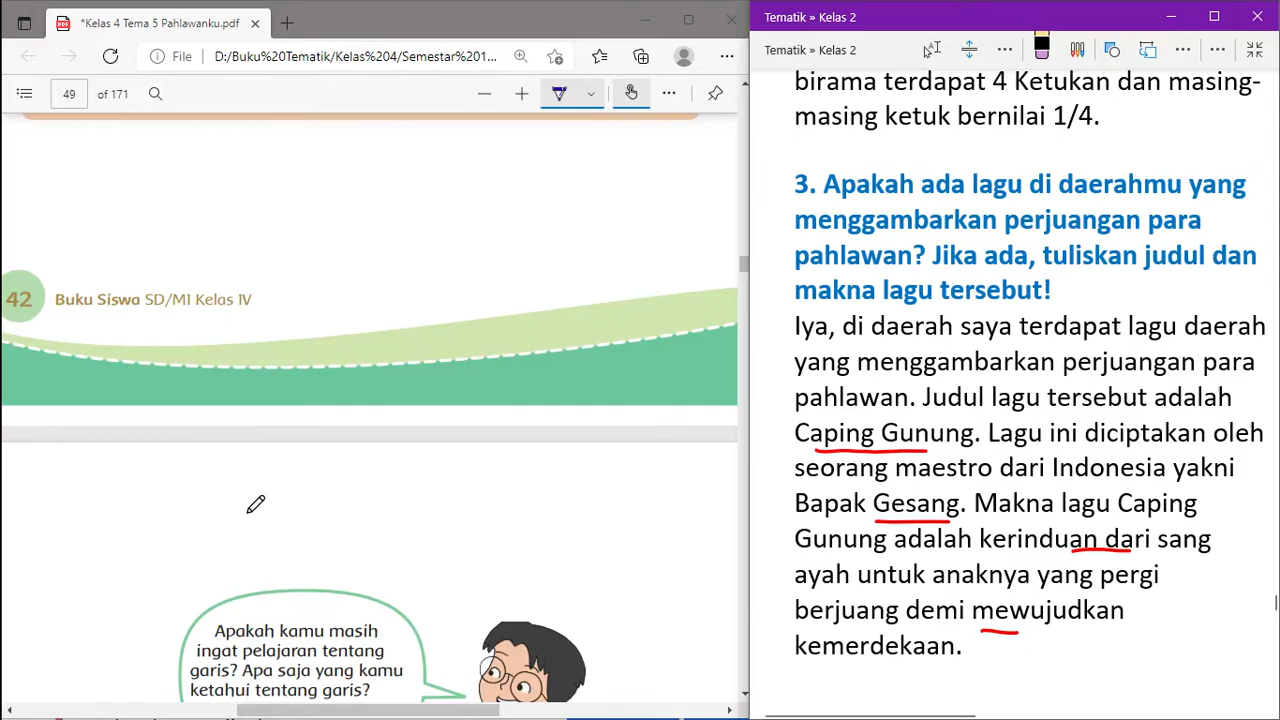 *Kelas 4 Tema 5 Pahlawanku.pdf
File
D:/Buku%20Tematik/Kelas%204/Semestar%201...
49 of 171
42 Buku Siswa SD/MI Kelas IV
Apakah kamu masih
ingat pelajaran tentang
garis? Apa saja yang kamu
ketahui tentang garis?
Tematik » Kelas 2
Tematik » Kelas 2
birama terdapat 4 Ketukan dan masing-
masing ketuk bernilai 1/4.
3. Apakah ada lagu di daerahmu yang
menggambarkan perjuangan para
pahlawan? Jika ada, tuliskan judul dan
makna lagu tersebut!
Iya, di daerah saya terdapat lagu daerah
yang menggambarkan perjuangan para
pahlawan. Judul lagu tersebut adalah
Caping Gunung. Lagu ini diciptakan oleh
seorang maestro dari Indonesia yakni
Bapak Gesang. Makna lagu Caping
Gunung adalah kerinduan dari sang
ayah untuk anaknya yang pergi
berjuang demi mewujudkan
kemerdekaan.